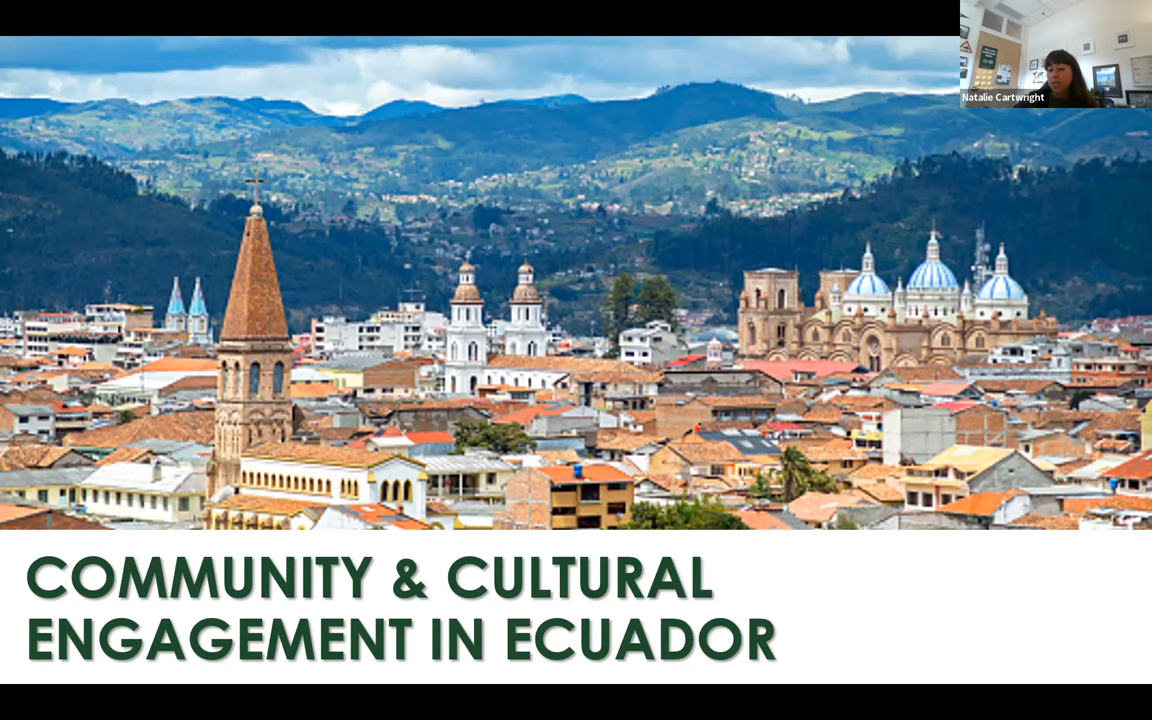 Natalie Cartwright
COMMUNITY & CULTURAL
ENGAGEMENT IN ECUADOR